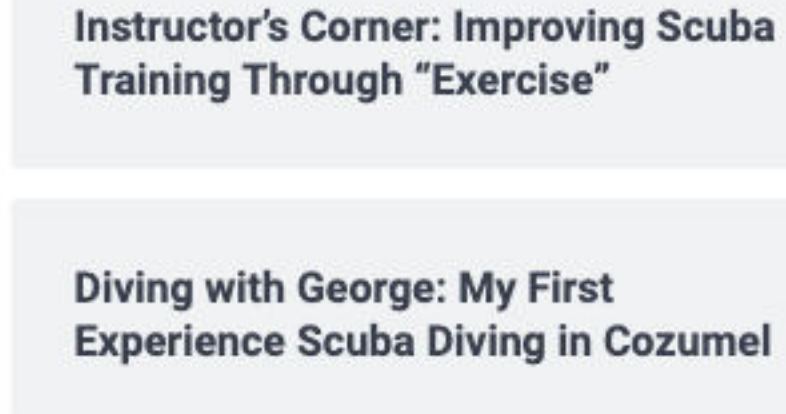 Instructor’s Corner: Improving Scuba
Training Through “Exercise”
Diving with George: My First
Experience Scuba Diving in Cozumel